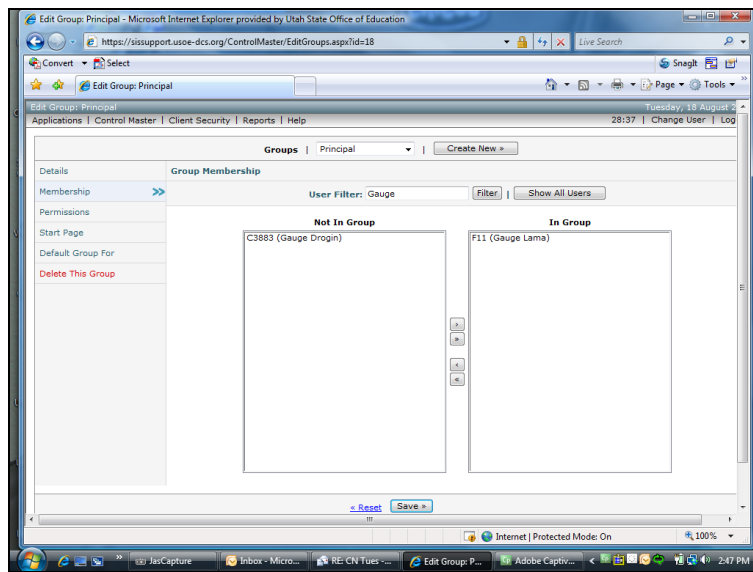 Edit Group: Principal - Microsoft Internet Explorer provided by Utah State Office of Education
https://sissupport.usoe-dcs.org/ControlMaster/EditGroups.aspx?id=18
Live Search
Convert Select
SnagIt
Edit Group: Principal
Page Tools
Edit Group: Principal
Tuesday, 18 August 2
Applications | Control Master | Client Security | Reports | Help
28:37 | Change User | Log
Groups | Principal | Create New »
Details
Group Membership
Membership
User Filter: Gauge Filter | Show All Users
Permissions
Not In Group
In Group
Start Page
C3883 (Gauge Drogin)
F11 (Gauge Lama)
Default Group For
Delete This Group
« Reset Save »
Internet | Protected Mode: On
100%
JasCapture
Inbox - Micro...
RE: CN Tues -...
Edit Group: P...
Adobe Captiv...
2:47 PM